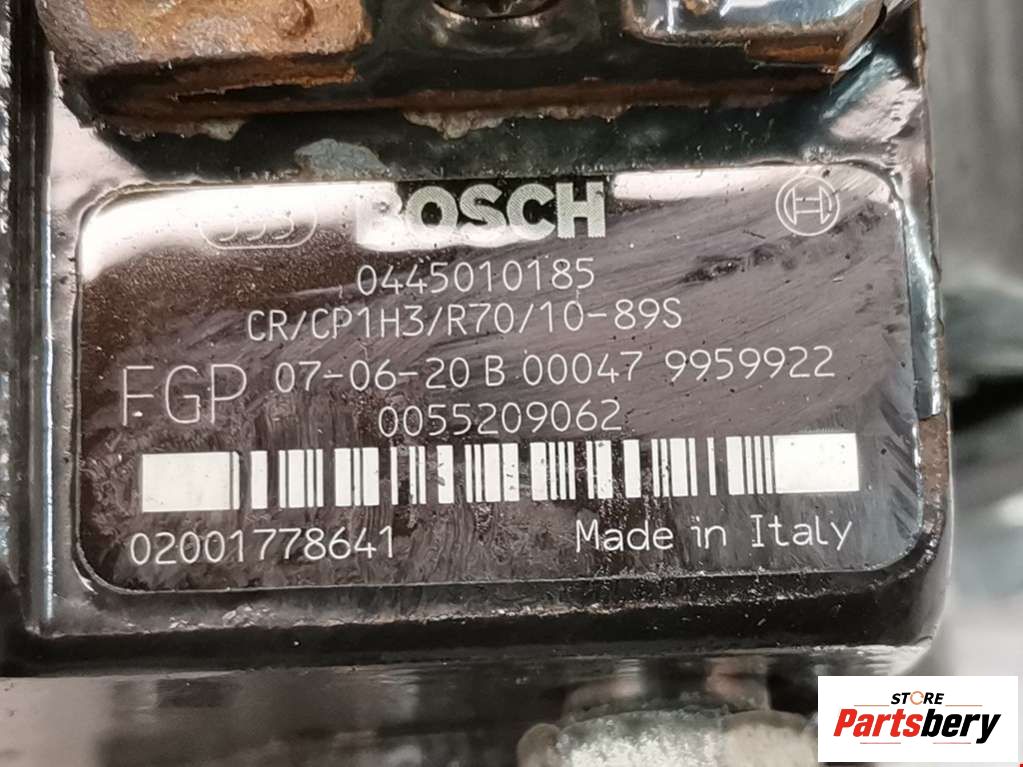 BOSCH
0445010185
CR/CP1H3/R70/10-89S
FGP 07-06-20 B 00047 9959922
0055209062
02001778641 Made in Italy
STORE
Partsbery